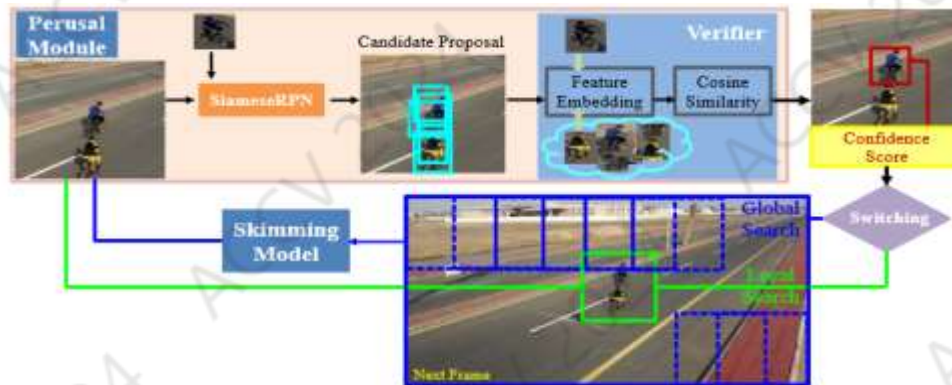 Perusal
Module
SiameseRPN
Candidate Proposal
Verifier
Feature
Embedding
Cosine
Similarity
Confidence
Score
Switching
Skimming
Model
Global
Search
Local
Search
Next Frame